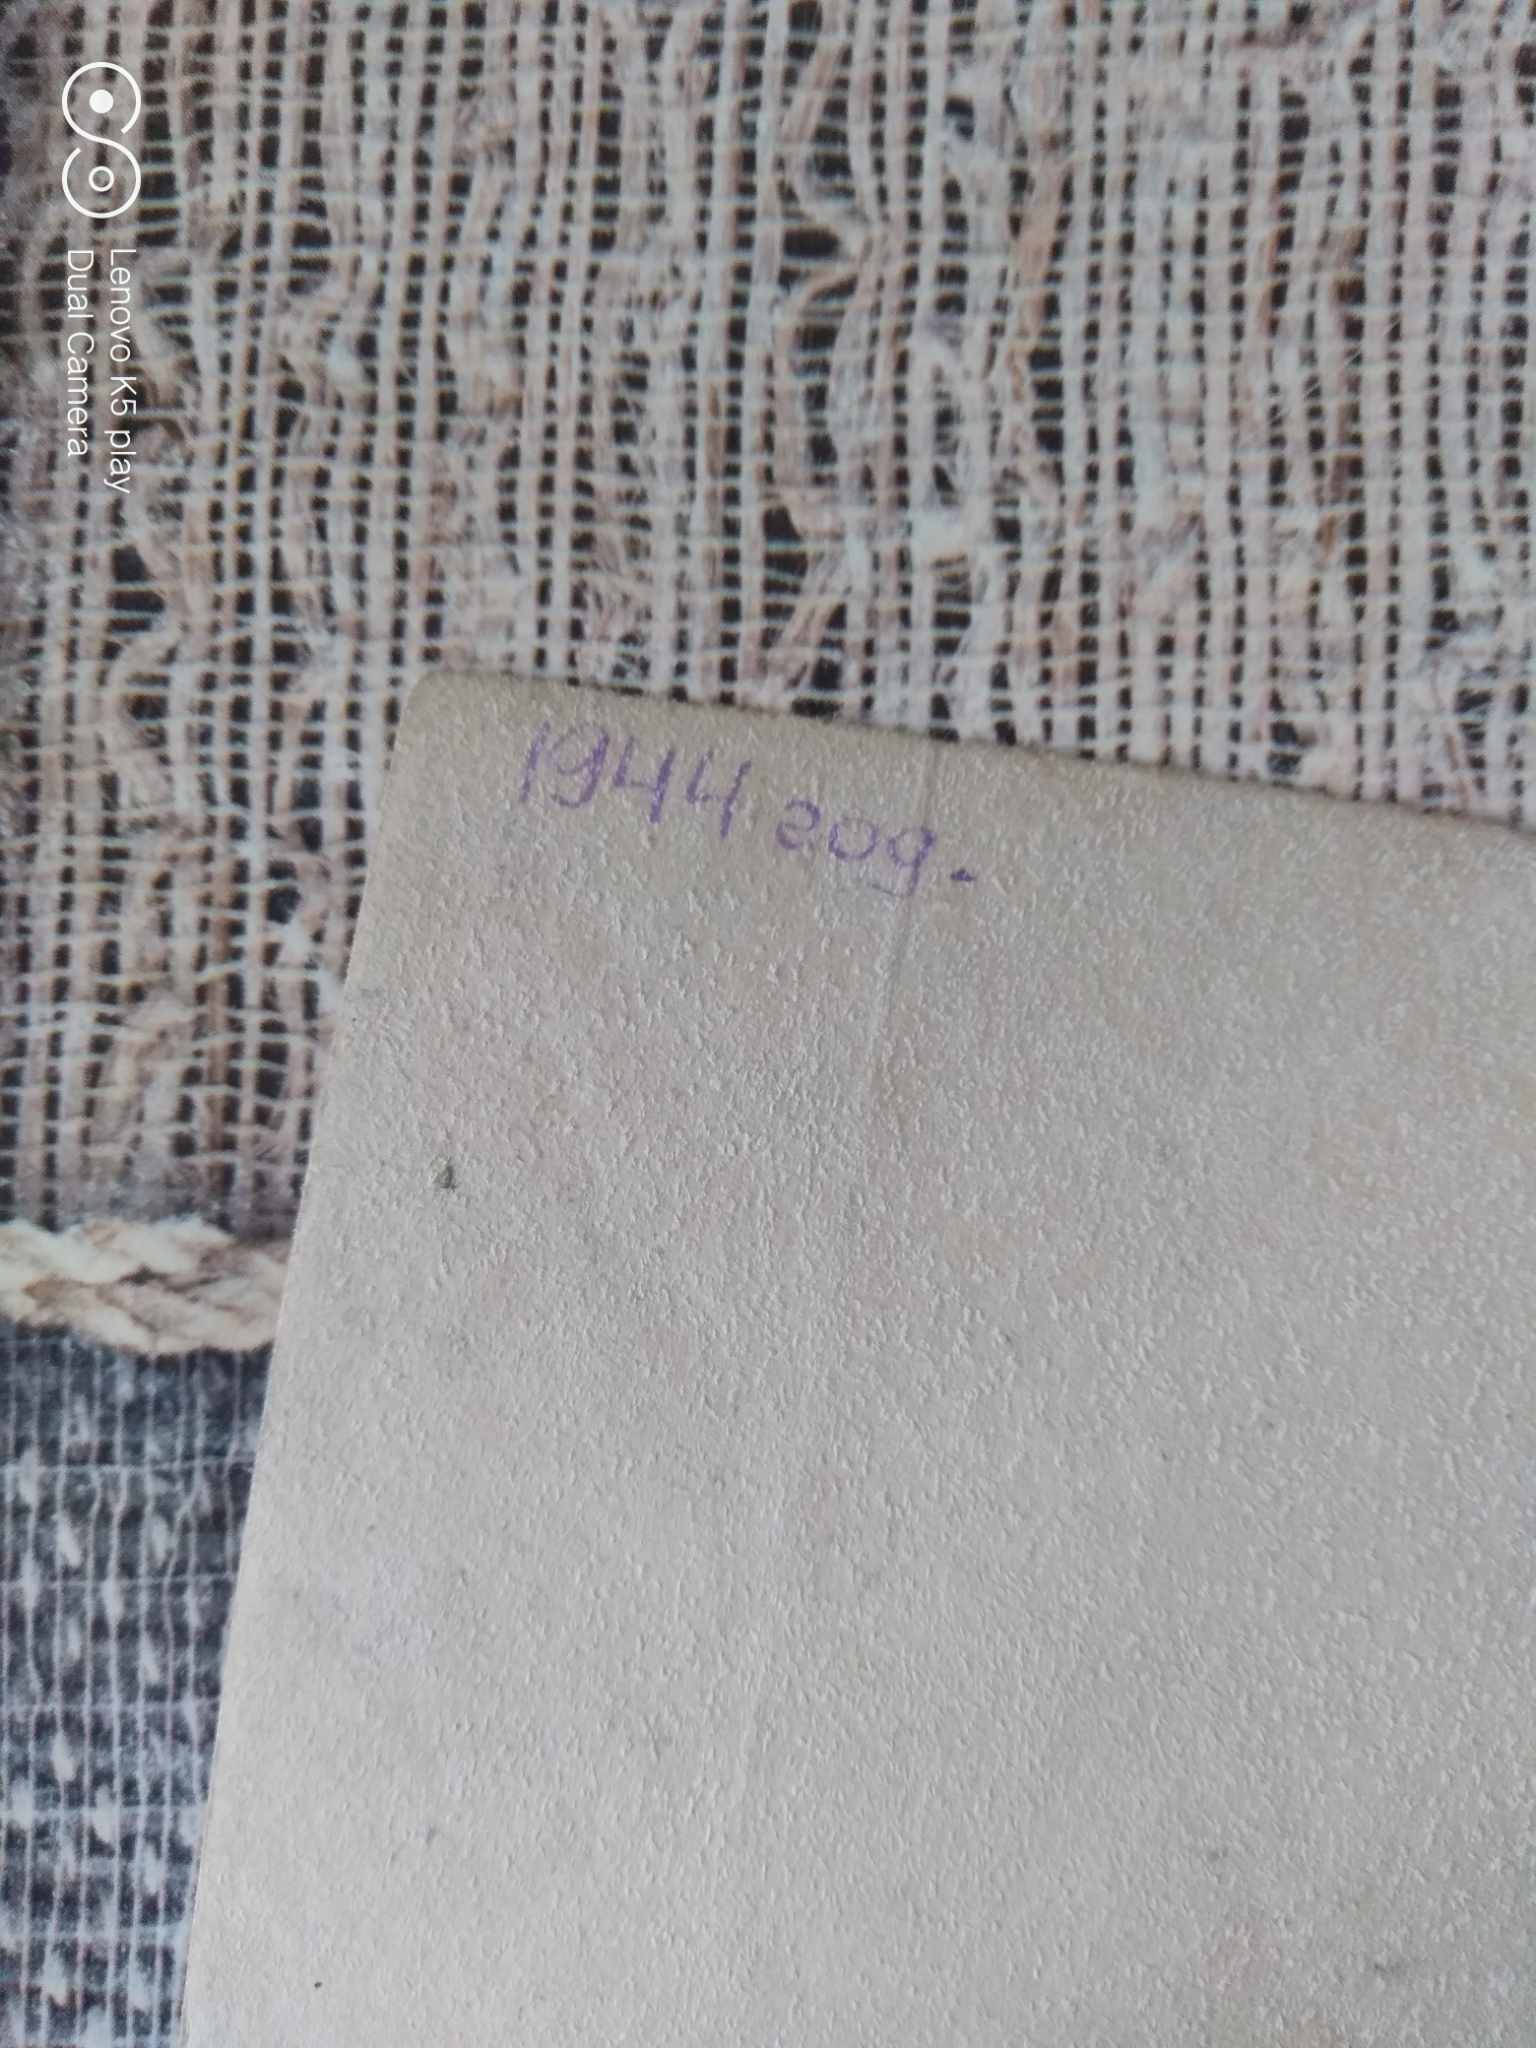 1944 год.
Lenovo K5 play
Dual Camera